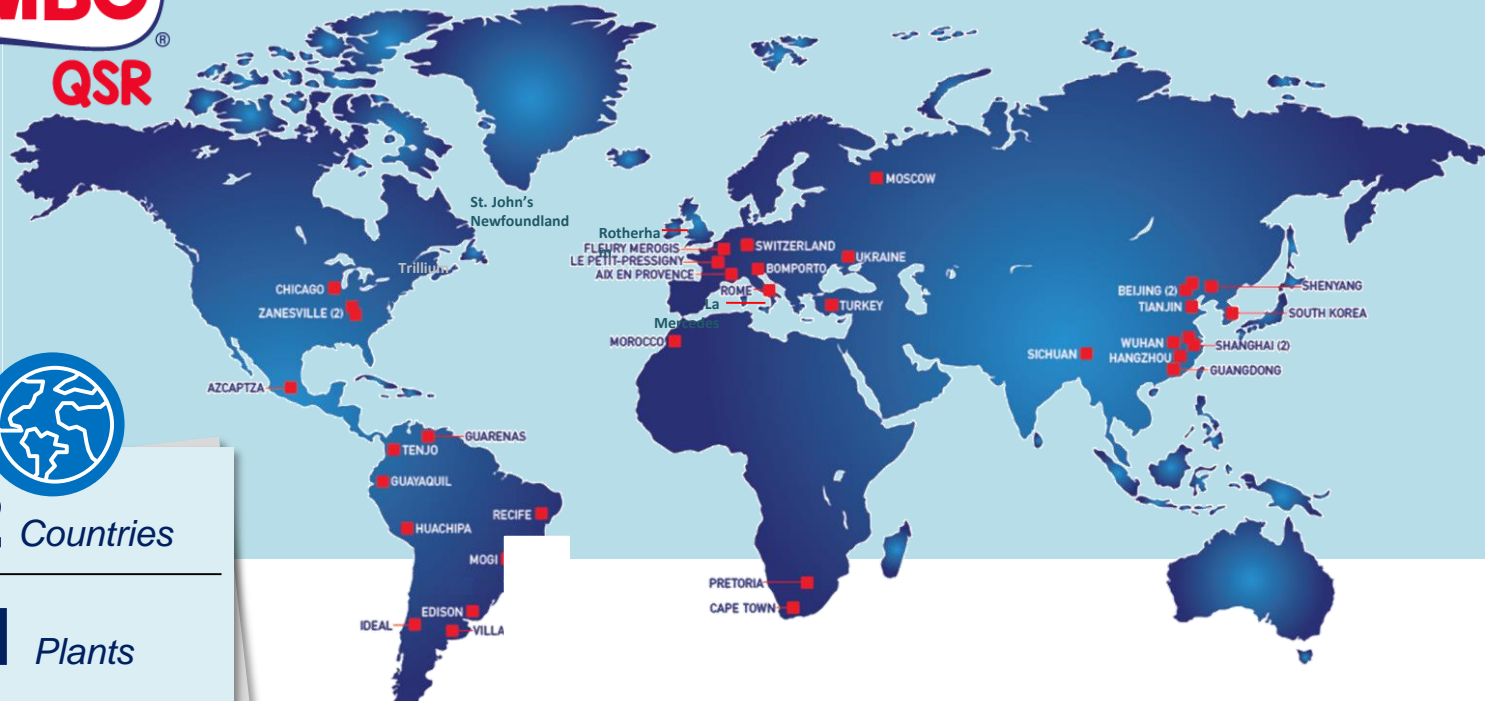 ®
QSR
MOSCOW
St. John's
Newfoundland
Rotherha
FLEURY MEROGIS
SWITZERLAND
LE PETIT-PRESSIGNY
UKRAINE
Trillium
AIX EN PROVENCE
BOMPORTO
CHICAGO
ROME
BEIJING (2)
SHENYANG
La
Mercedes
TURKEY
TIANJIN
ZANESVILLE (2)
SOUTH KOREA
MOROCCO
WUHAN
SHANGHAI (2)
SICHUAN
HANGZHOU
GUANGDONG
AZCAPTZA
GUARENAS
TENJO
GUAYAQUIL
RECIFE
HUACHIPA
Countries
MOGI
PRETORIA
CAPE TOWN
EDISON
IDEAL
VILLA
Plants